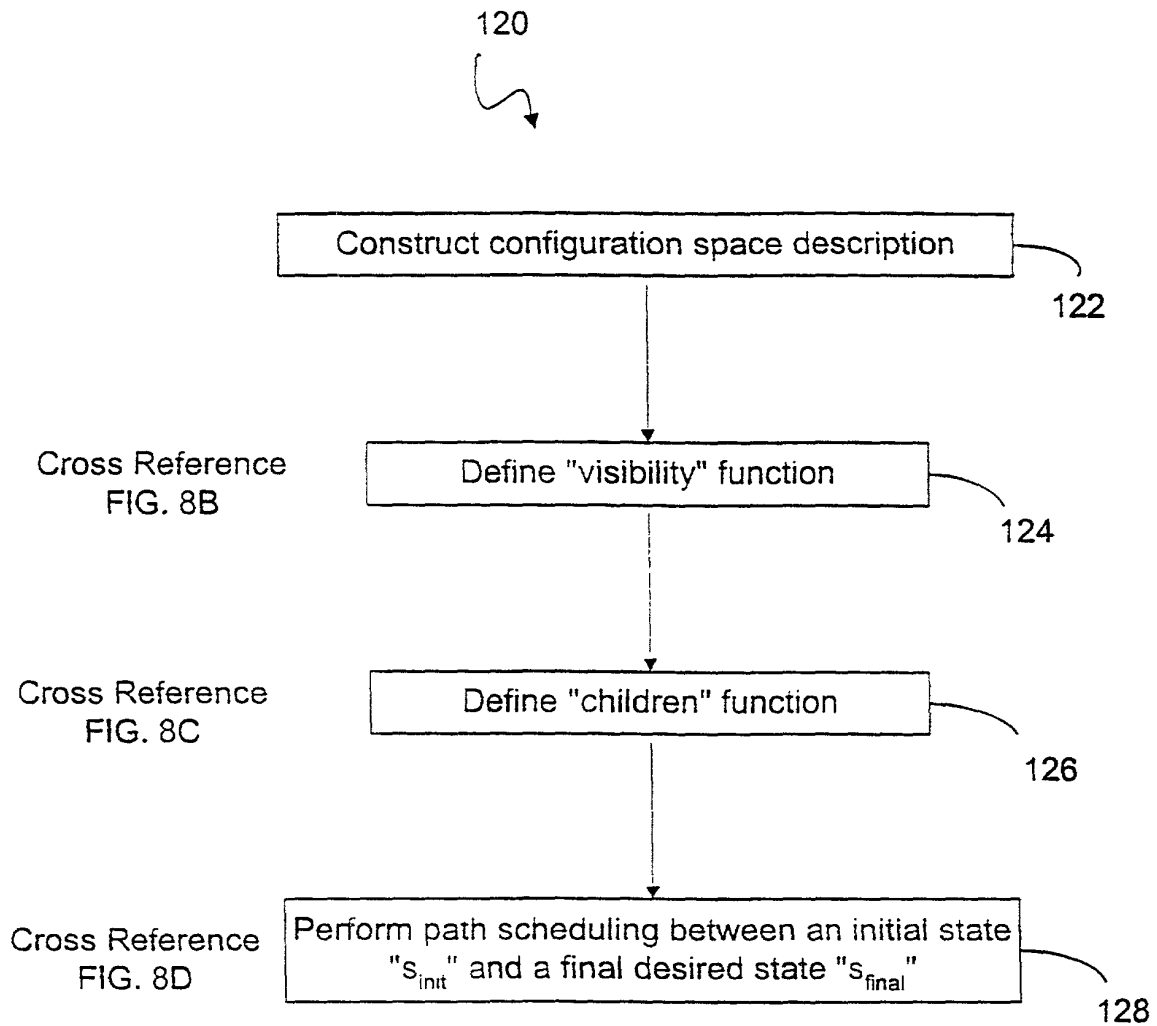 120
Construct configuration space description
122
Cross Reference
FIG. 8B
Define "visibility" function
124
Cross Reference
FIG. 8C
Define "children" function
126
Cross Reference
FIG. 8D
Perform path scheduling between an initial state
"s_init" and a final desired state "s_final"
128